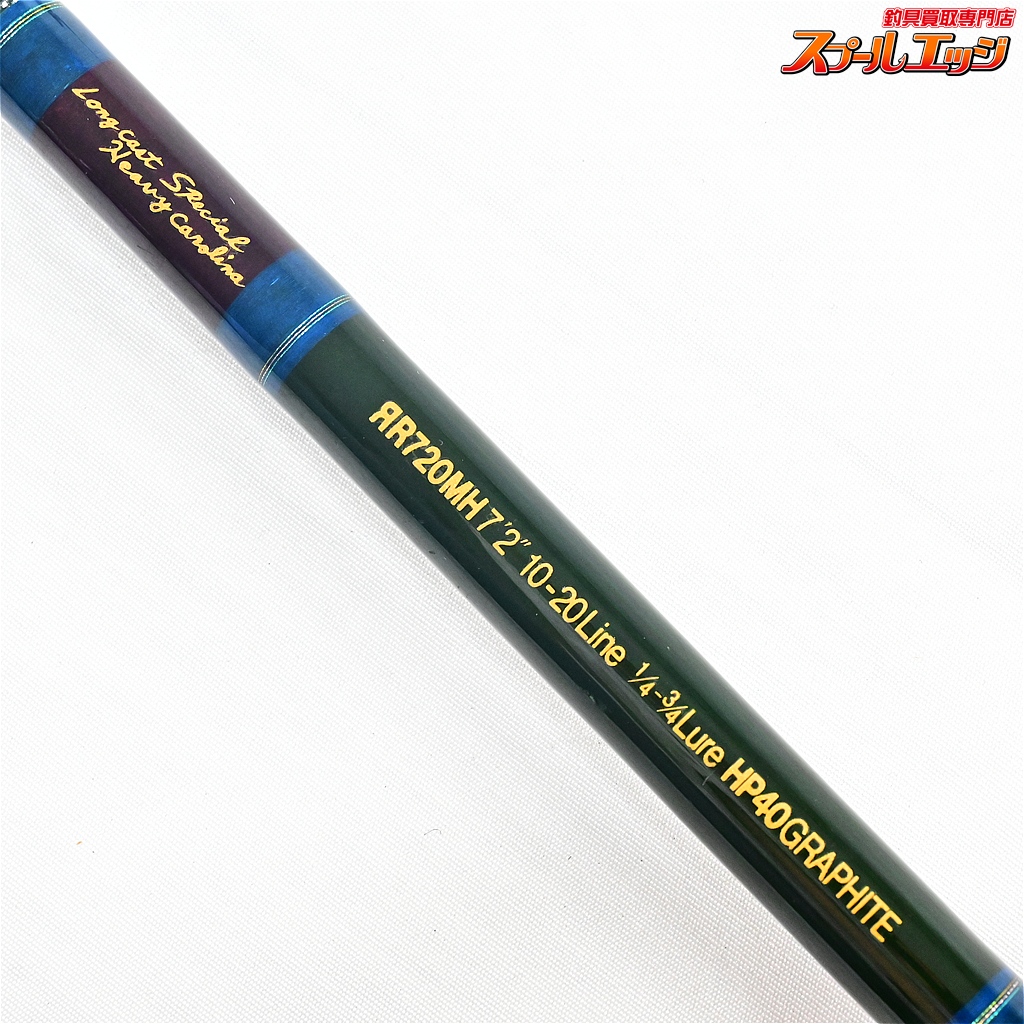 釣具買取専門店
スプールエッジ
Long Cast Special
Heavy Carolina
ЯR720MH 7'2" 10-20Line 1/4-3/4Lure HP40GRAPHITE